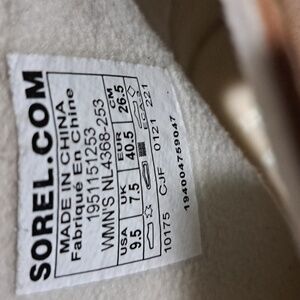 SOREL.COM
MADE IN CHINA
Fabriqué En Chine
1951151253
WMN'S NL4368-253
USA UK EUR CM
9.5 7.5 40.5 26.5
10175 CJF 0121 221
194004759047